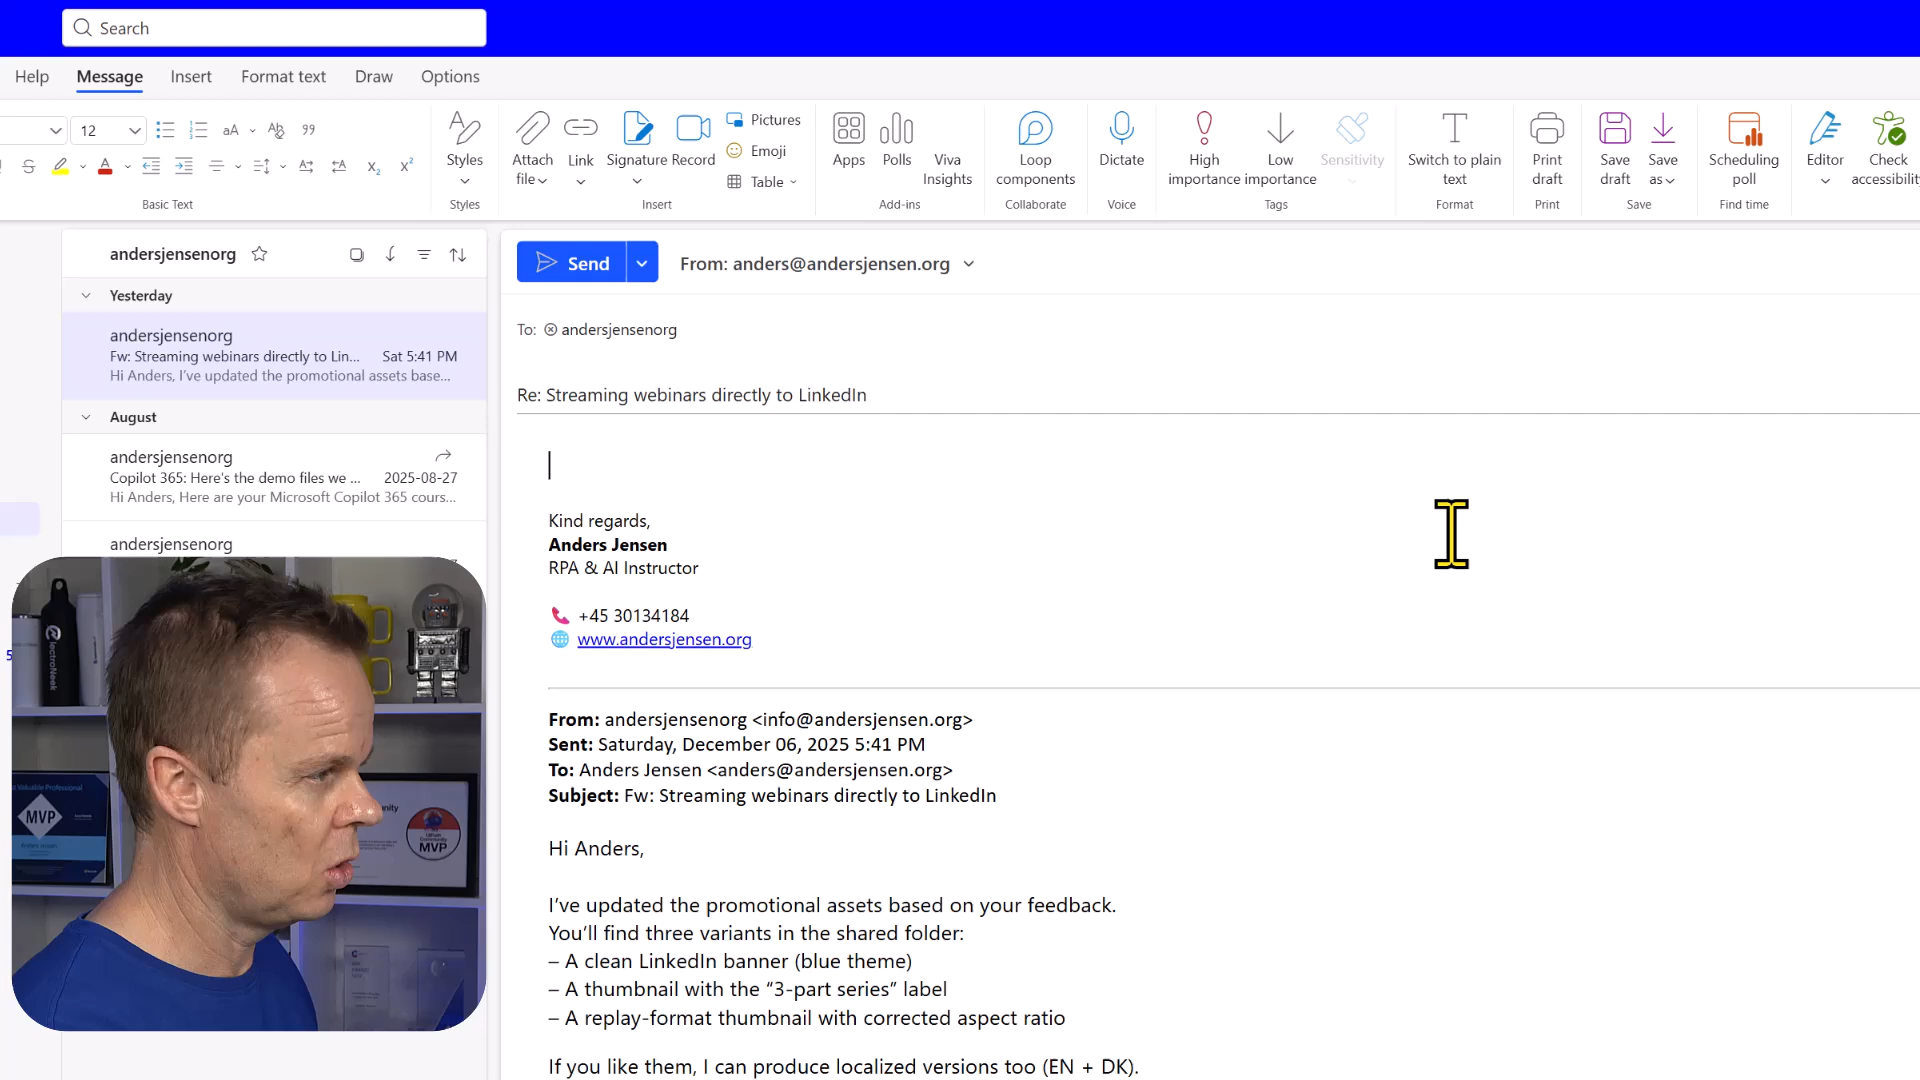 Search
Help Message Insert Format text Draw Options
12 aA Ab 99
Styles
Attach file
Link
Signature
Record
Pictures
Emoji
Table
Apps
Polls
Viva Insights
Loop components
Dictate
High importance
Low importance
Sensitivity
Switch to plain text
Print draft
Save draft
Save as
Scheduling poll
Editor
Check accessibility
Basic Text Styles Insert Add-ins Collaborate Voice Tags Format Print Save Find time
andersjensenorg
Yesterday
andersjensenorg
Fw: Streaming webinars directly to Lin... Sat 5:41 PM
Hi Anders, I've updated the promotional assets base...
August
andersjensenorg
Copilot 365: Here's the demo files we ... 2025-08-27
Hi Anders, Here are your Microsoft Copilot 365 cours...
andersjensenorg
5
Send From: anders@andersjensen.org
To: andersjensenorg
Re: Streaming webinars directly to LinkedIn
Kind regards,
Anders Jensen
RPA & AI Instructor
+45 30134184
www.andersjensen.org
From: andersjensenorg <info@andersjensen.org>
Sent: Saturday, December 06, 2025 5:41 PM
To: Anders Jensen <anders@andersjensen.org>
Subject: Fw: Streaming webinars directly to LinkedIn
Hi Anders,
I've updated the promotional assets based on your feedback.
You'll find three variants in the shared folder:
– A clean LinkedIn banner (blue theme)
– A thumbnail with the “3-part series” label
– A replay-format thumbnail with corrected aspect ratio
If you like them, I can produce localized versions too (EN + DK).
ElectroNeek
Valuable Professional
MVP
MVP